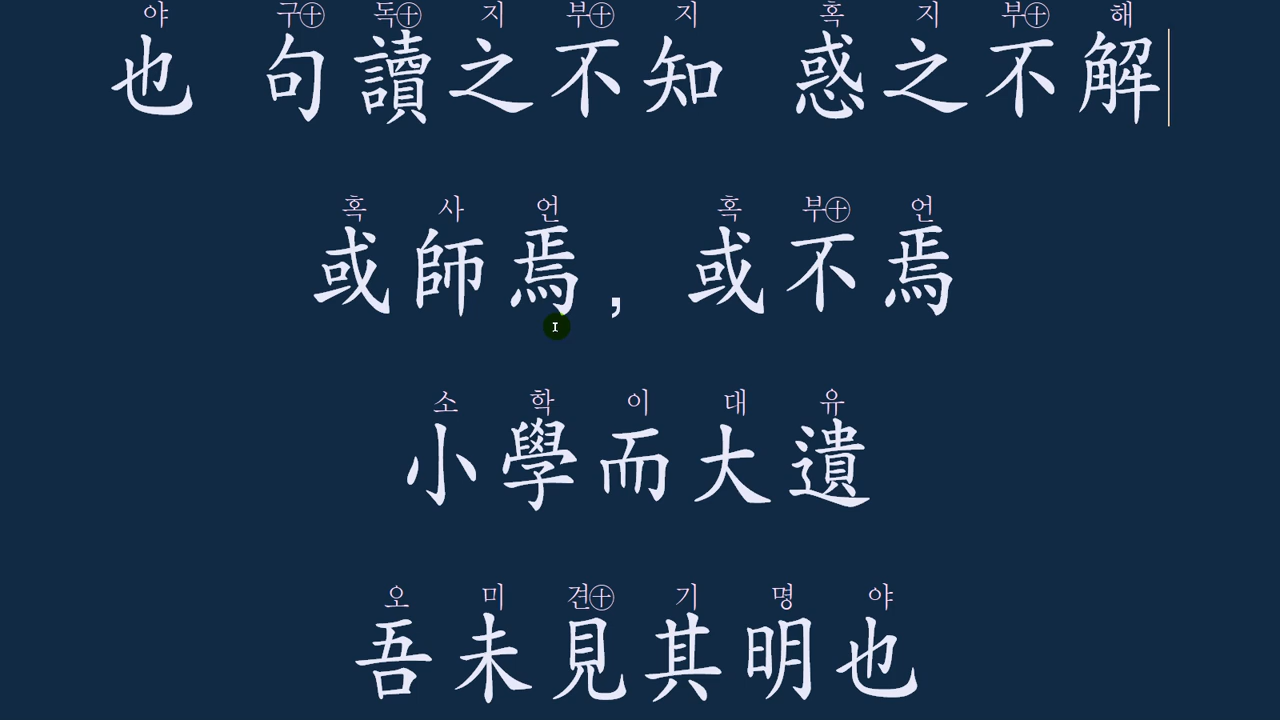 야 구㈩ 독㈩ 지 부㈩ 지 혹 지 부㈩ 해
也 句讀之不知 惑之不解
혹 사 언 혹 부㈩ 언
或師焉, 或不焉
소 학 이 대 유
小學而大遺
오 미 견㈩ 기 명 야
吾未見其明也